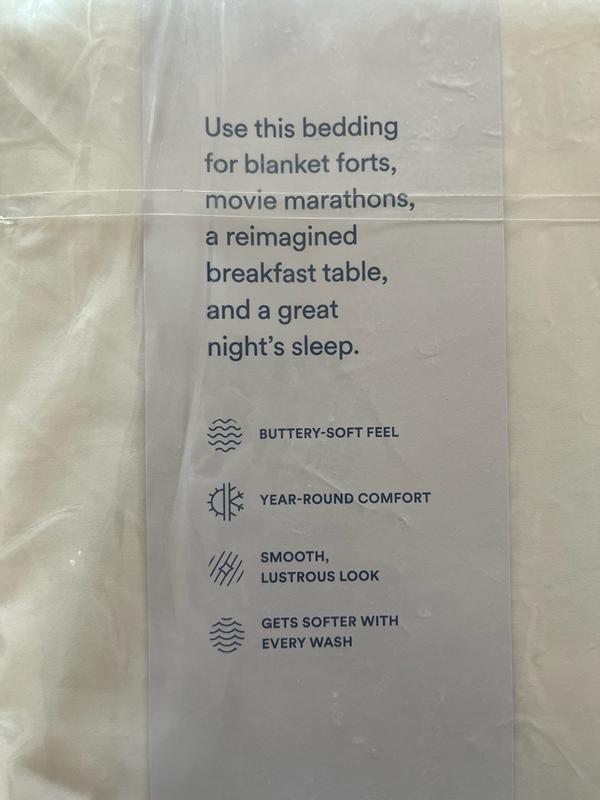 Use this bedding
for blanket forts,
movie marathons,
a reimagined
breakfast table,
and a great
night’s sleep.
BUTTERY-SOFT FEEL
YEAR-ROUND COMFORT
SMOOTH,
LUSTROUS LOOK
GETS SOFTER WITH
EVERY WASH